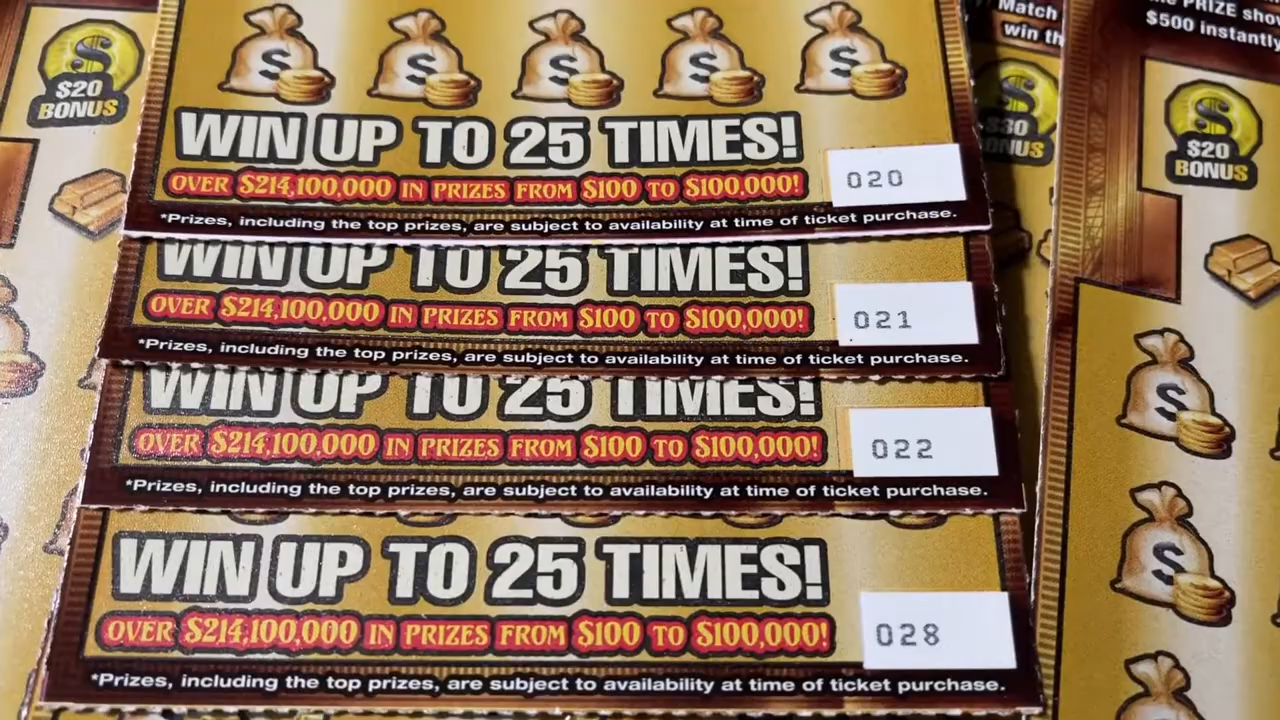 $20
BONUS
WIN UP TO 25 TIMES!
OVER $214,100,000 IN PRIZES FROM $100 TO $100,000!
020
*Prizes, including the top prizes, are subject to availability at time of ticket purchase.
WIN UP TO 25 TIMES!
OVER $214,100,000 IN PRIZES FROM $100 TO $100,000!
021
*Prizes, including the top prizes, are subject to availability at time of ticket purchase.
WIN UP TO 25 TIMES!
OVER $214,100,000 IN PRIZES FROM $100 TO $100,000!
022
*Prizes, including the top prizes, are subject to availability at time of ticket purchase.
WIN UP TO 25 TIMES!
OVER $214,100,000 IN PRIZES FROM $100 TO $100,000!
028
*Prizes, including the top prizes, are subject to availability at time of ticket purchase.
Match
win
$30
PRIZE
$500 instantly
$20
BONUS